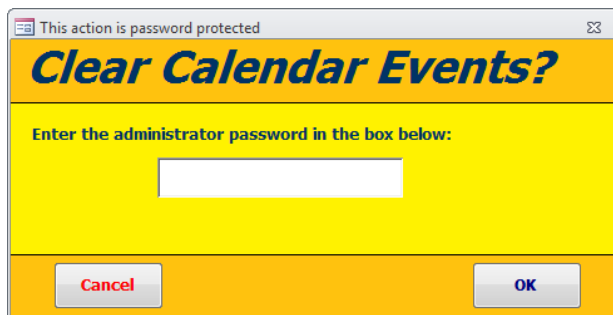 This action is password protected
Clear Calendar Events?
Enter the administrator password in the box below:
Cancel
OK